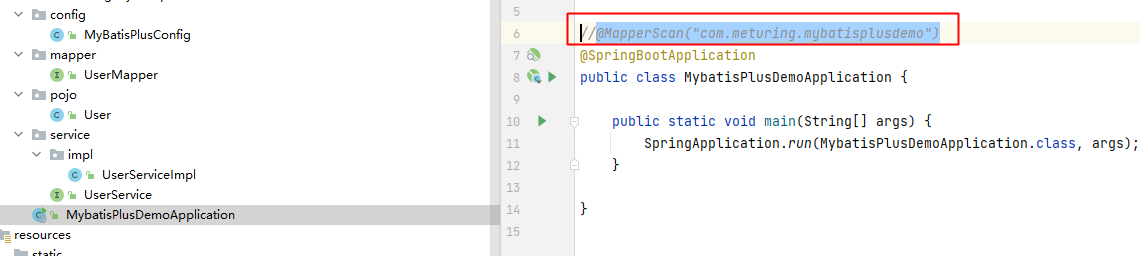 config
MyBatisPlusConfig
mapper
UserMapper
pojo
User
service
impl
UserServiceImpl
UserService
MybatisPlusDemoApplication
resources
static
5
6 //@MapperScan("com.meturing.mybatisplusdemo")
7 @SpringBootApplication
8 public class MybatisPlusDemoApplication {
9
10 public static void main(String[] args) {
11 SpringApplication.run(MybatisPlusDemoApplication.class, args);
12 }
13
14 }
15